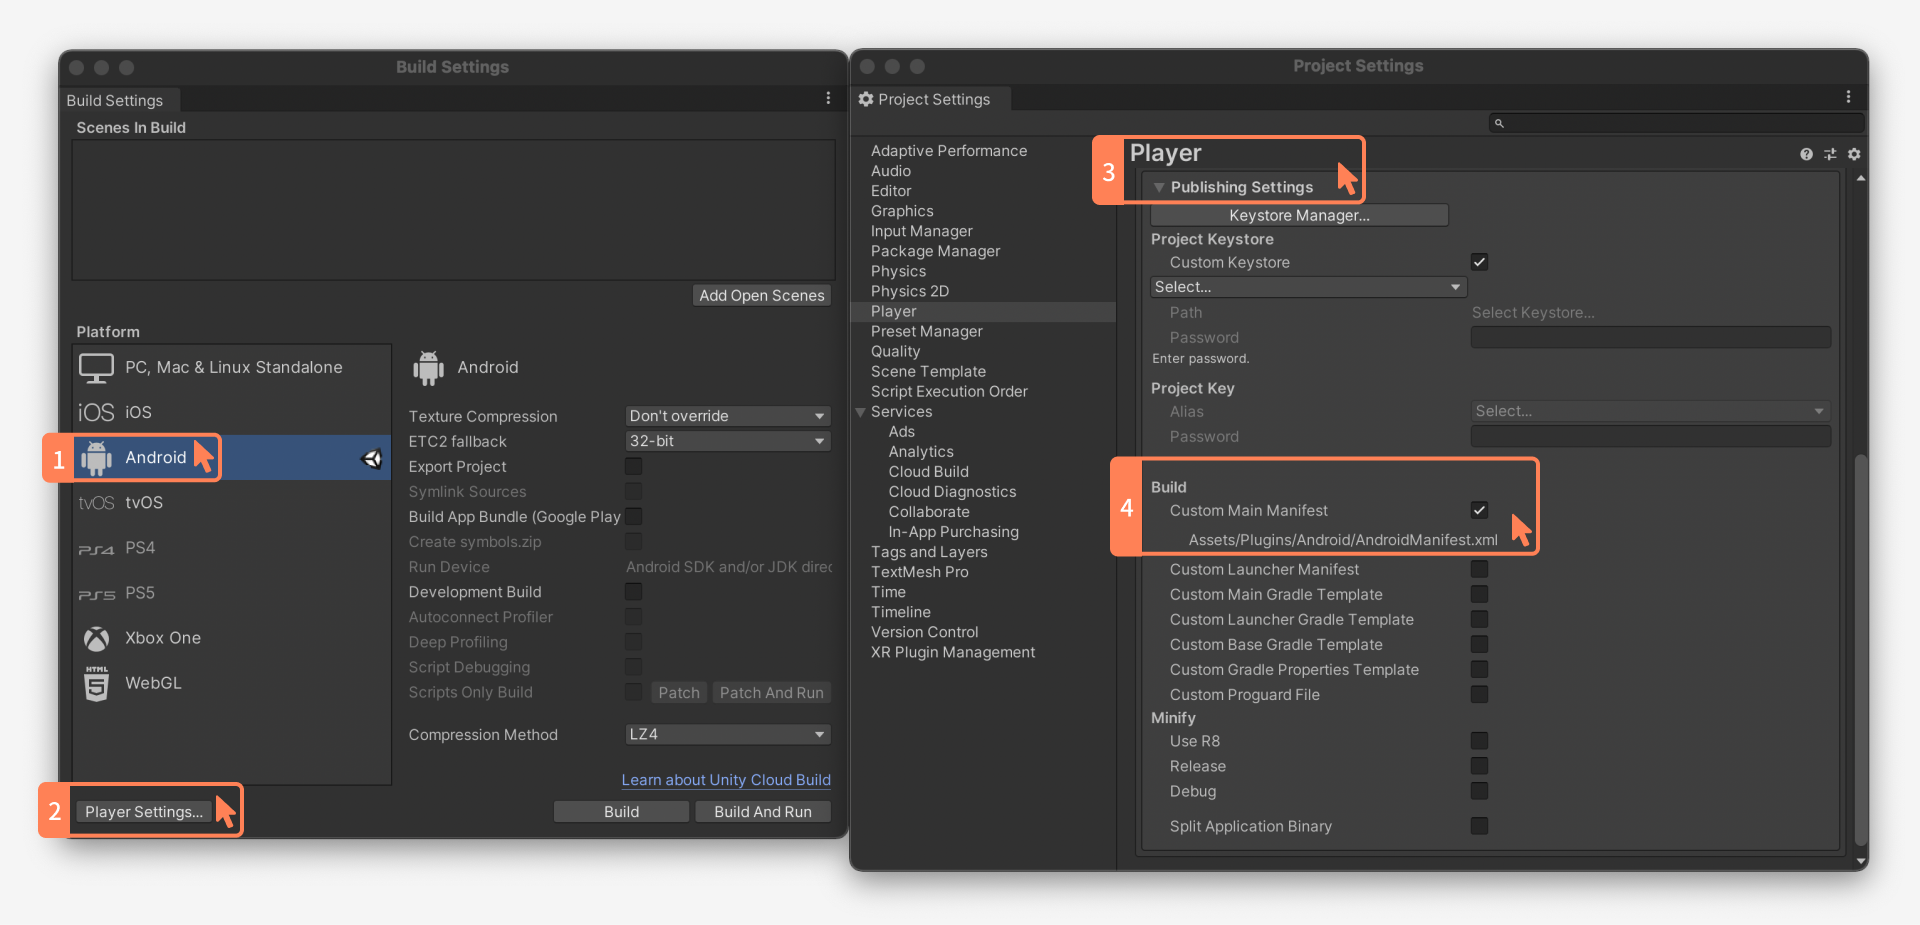 Build Settings
Build Settings
Scenes In Build
Add Open Scenes
Platform
PC, Mac & Linux Standalone
iOS iOS
1
Android
tvOS tvOS
PS4 PS4
PS5 PS5
Xbox One
HTML
5
WebGL
Android
Texture Compression Don't override
ETC2 fallback 32-bit
Export Project
Symlink Sources
Build App Bundle (Google Play
Create symbols.zip
Run Device Android SDK and/or JDK direc
Development Build
Autoconnect Profiler
Deep Profiling
Script Debugging
Scripts Only Build Patch Patch And Run
Compression Method LZ4
Learn about Unity Cloud Build
2
Player Settings...
Build Build And Run
Project Settings
Project Settings
Adaptive Performance
Audio
Editor
Graphics
Input Manager
Package Manager
Physics
Physics 2D
Player
Preset Manager
Quality
Scene Template
Script Execution Order
Services
Ads
Analytics
Cloud Build
Cloud Diagnostics
Collaborate
In-App Purchasing
Tags and Layers
TextMesh Pro
Time
Timeline
Version Control
XR Plugin Management
3
Player
Publishing Settings
Keystore Manager...
Project Keystore
Custom Keystore
Select...
Path Select Keystore...
Password
Enter password.
Project Key
Alias Select...
Password
4
Build
Custom Main Manifest
Assets/Plugins/Android/AndroidManifest.xml
Custom Launcher Manifest
Custom Main Gradle Template
Custom Launcher Gradle Template
Custom Base Gradle Template
Custom Gradle Properties Template
Custom Proguard File
Minify
Use R8
Release
Debug
Split Application Binary